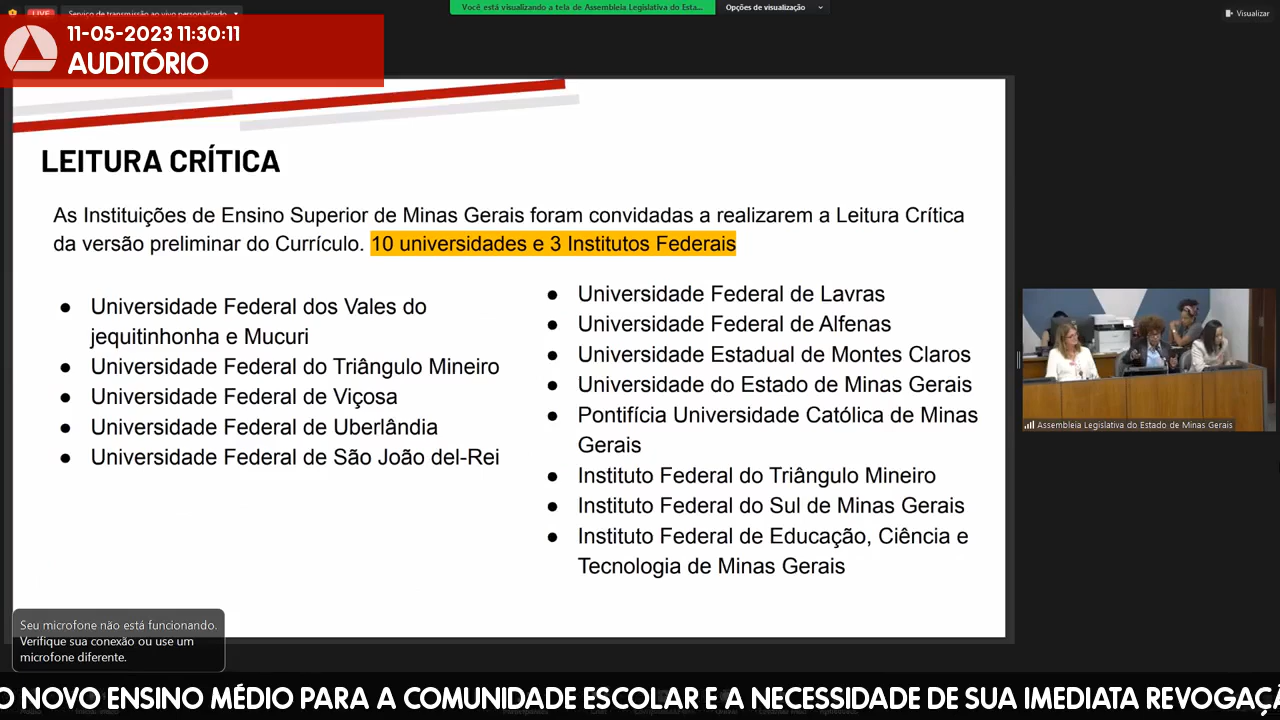 LIVE
Serviço de transmissão ao vivo personalizado
Você está visualizando a tela de Assembleia Legislativa do Esta...
Opções de visualização
Visualizar
11-05-2023 11:30:11
AUDITÓRIO
LEITURA CRÍTICA
As Instituições de Ensino Superior de Minas Gerais foram convidadas a realizarem a Leitura Crítica
da versão preliminar do Currículo. 10 universidades e 3 Institutos Federais
● Universidade Federal dos Vales do
jequitinhonha e Mucuri
● Universidade Federal do Triângulo Mineiro
● Universidade Federal de Viçosa
● Universidade Federal de Uberlândia
● Universidade Federal de São João del-Rei
● Universidade Federal de Lavras
● Universidade Federal de Alfenas
● Universidade Estadual de Montes Claros
● Universidade do Estado de Minas Gerais
● Pontifícia Universidade Católica de Minas
Gerais
● Instituto Federal do Triângulo Mineiro
● Instituto Federal do Sul de Minas Gerais
● Instituto Federal de Educação, Ciência e
Tecnologia de Minas Gerais
Assembleia Legislativa do Estado de Minas Gerais
Seu microfone não está funcionando.
Verifique sua conexão ou use um
microfone diferente.
O NOVO ENSINO MÉDIO PARA A COMUNIDADE ESCOLAR E A NECESSIDADE DE SUA IMEDIATA REVOGAÇ